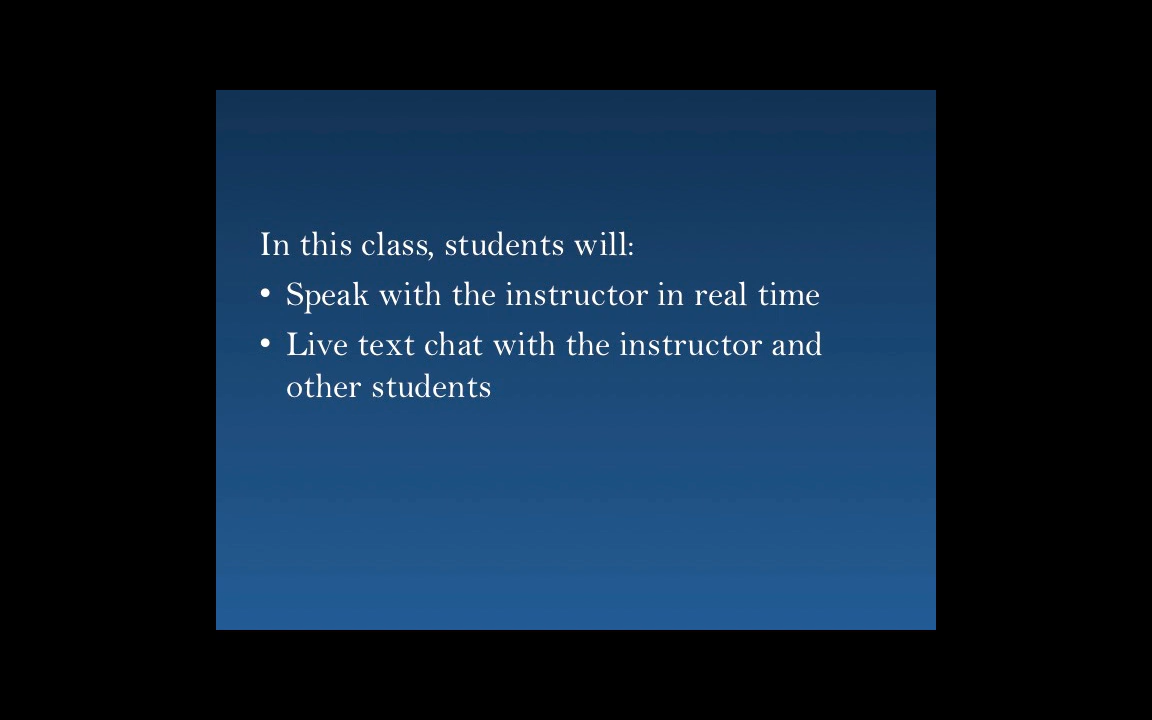 In this class, students will:
• Speak with the instructor in real time
• Live text chat with the instructor and
other students